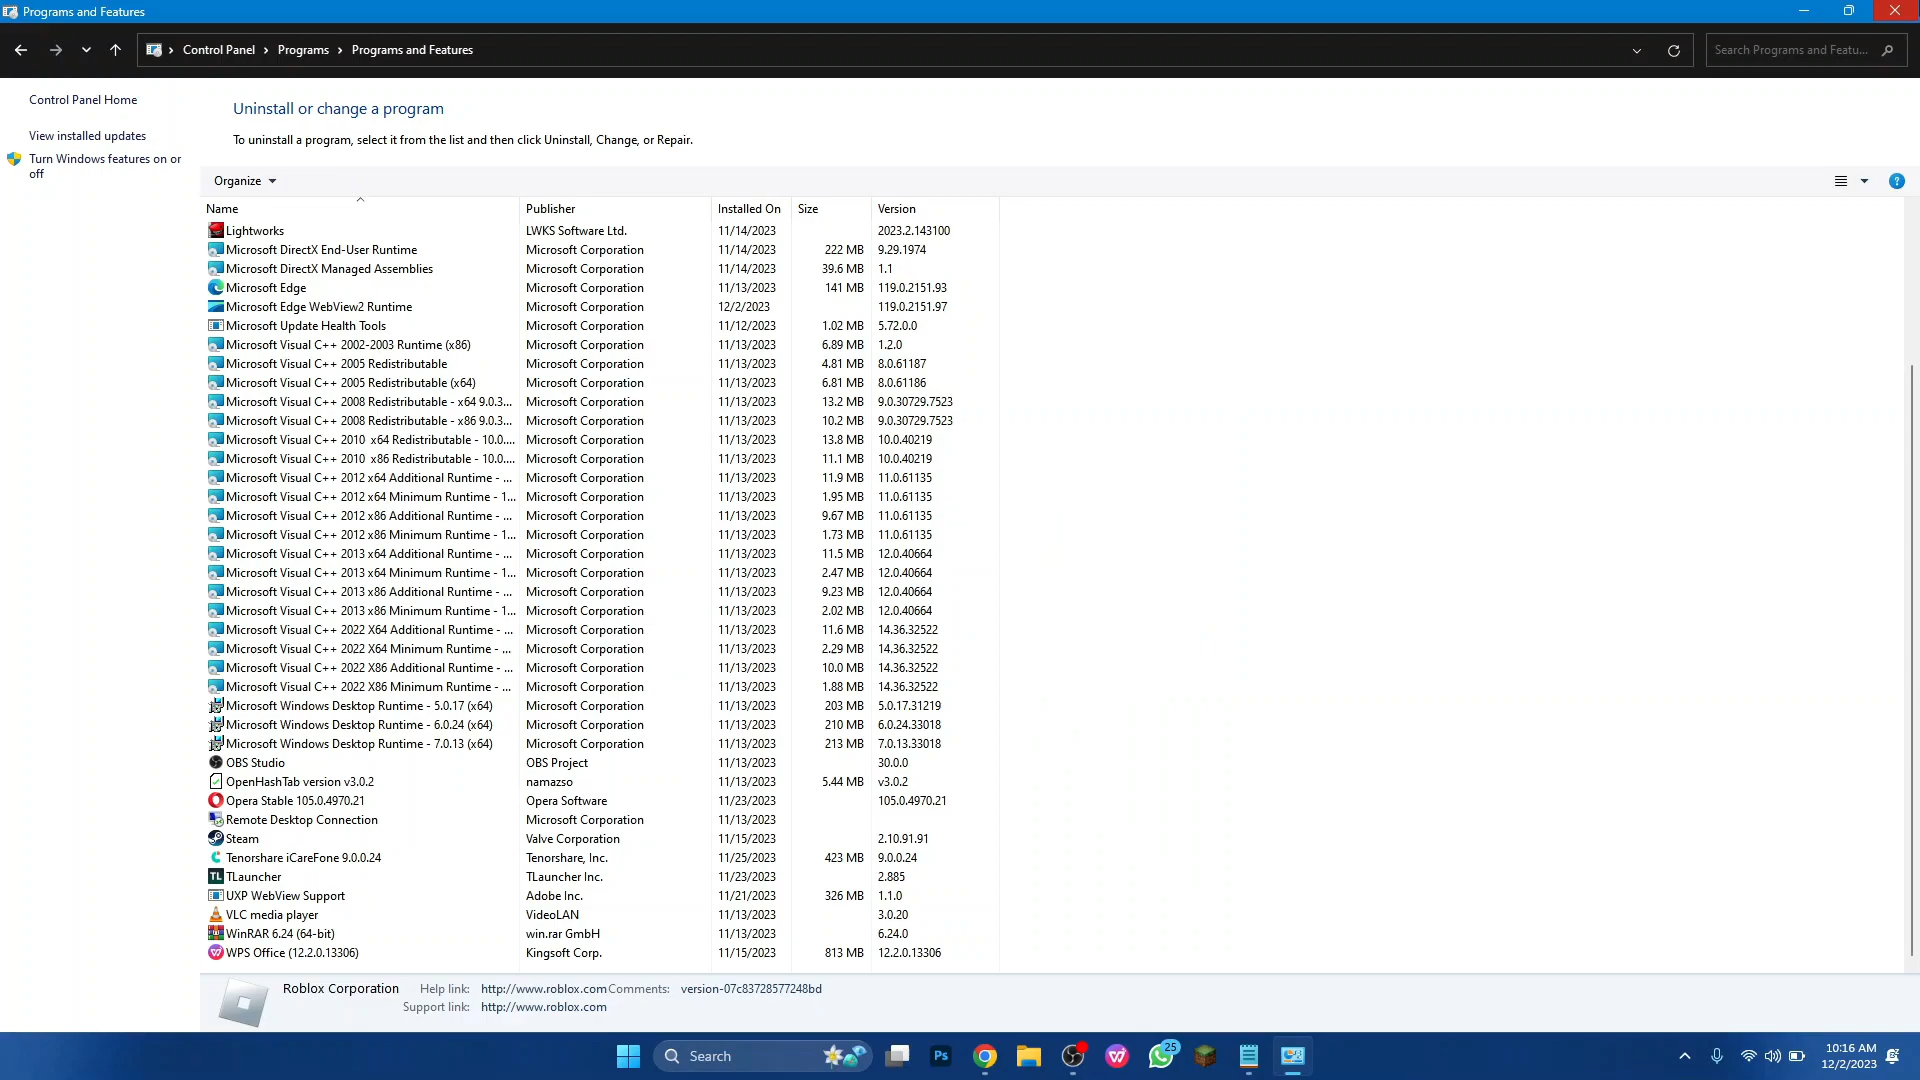 Programs and Features
Control Panel > Programs > Programs and Features
Search Programs and Featu...
Control Panel Home
View installed updates
Turn Windows features on or
off
Uninstall or change a program
To uninstall a program, select it from the list and then click Uninstall, Change, or Repair.
Organize
Name Publisher Installed On Size Version
Lightworks LWKS Software Ltd. 11/14/2023 2023.2.143100
Microsoft DirectX End-User Runtime Microsoft Corporation 11/14/2023 222 MB 9.29.1974
Microsoft DirectX Managed Assemblies Microsoft Corporation 11/14/2023 39.6 MB 1.1
Microsoft Edge Microsoft Corporation 11/13/2023 141 MB 119.0.2151.93
Microsoft Edge WebView2 Runtime Microsoft Corporation 12/2/2023 119.0.2151.97
Microsoft Update Health Tools Microsoft Corporation 11/12/2023 1.02 MB 5.72.0.0
Microsoft Visual C++ 2002-2003 Runtime (x86) Microsoft Corporation 11/13/2023 6.89 MB 1.2.0
Microsoft Visual C++ 2005 Redistributable Microsoft Corporation 11/13/2023 4.81 MB 8.0.61187
Microsoft Visual C++ 2005 Redistributable (x64) Microsoft Corporation 11/13/2023 6.81 MB 8.0.61186
Microsoft Visual C++ 2008 Redistributable - x64 9.0.3... Microsoft Corporation 11/13/2023 13.2 MB 9.0.30729.7523
Microsoft Visual C++ 2008 Redistributable - x86 9.0.3... Microsoft Corporation 11/13/2023 10.2 MB 9.0.30729.7523
Microsoft Visual C++ 2010  x64 Redistributable - 10.0.... Microsoft Corporation 11/13/2023 13.8 MB 10.0.40219
Microsoft Visual C++ 2010  x86 Redistributable - 10.0.... Microsoft Corporation 11/13/2023 11.1 MB 10.0.40219
Microsoft Visual C++ 2012 x64 Additional Runtime - ... Microsoft Corporation 11/13/2023 11.9 MB 11.0.61135
Microsoft Visual C++ 2012 x64 Minimum Runtime - 1... Microsoft Corporation 11/13/2023 1.95 MB 11.0.61135
Microsoft Visual C++ 2012 x86 Additional Runtime - ... Microsoft Corporation 11/13/2023 9.67 MB 11.0.61135
Microsoft Visual C++ 2012 x86 Minimum Runtime - 1... Microsoft Corporation 11/13/2023 1.73 MB 11.0.61135
Microsoft Visual C++ 2013 x64 Additional Runtime - ... Microsoft Corporation 11/13/2023 11.5 MB 12.0.40664
Microsoft Visual C++ 2013 x64 Minimum Runtime - 1... Microsoft Corporation 11/13/2023 2.47 MB 12.0.40664
Microsoft Visual C++ 2013 x86 Additional Runtime - ... Microsoft Corporation 11/13/2023 9.23 MB 12.0.40664
Microsoft Visual C++ 2013 x86 Minimum Runtime - 1... Microsoft Corporation 11/13/2023 2.02 MB 12.0.40664
Microsoft Visual C++ 2022 X64 Additional Runtime - ... Microsoft Corporation 11/13/2023 11.6 MB 14.36.32522
Microsoft Visual C++ 2022 X64 Minimum Runtime - ... Microsoft Corporation 11/13/2023 2.29 MB 14.36.32522
Microsoft Visual C++ 2022 X86 Additional Runtime - ... Microsoft Corporation 11/13/2023 10.0 MB 14.36.32522
Microsoft Visual C++ 2022 X86 Minimum Runtime - ... Microsoft Corporation 11/13/2023 1.88 MB 14.36.32522
Microsoft Windows Desktop Runtime - 5.0.17 (x64) Microsoft Corporation 11/13/2023 203 MB 5.0.17.31219
Microsoft Windows Desktop Runtime - 6.0.24 (x64) Microsoft Corporation 11/13/2023 210 MB 6.0.24.33018
Microsoft Windows Desktop Runtime - 7.0.13 (x64) Microsoft Corporation 11/13/2023 213 MB 7.0.13.33018
OBS Studio OBS Project 11/13/2023 30.0.0
OpenHashTab version v3.0.2 namazso 11/13/2023 5.44 MB v3.0.2
Opera Stable 105.0.4970.21 Opera Software 11/23/2023 105.0.4970.21
Remote Desktop Connection Microsoft Corporation 11/13/2023
Steam Valve Corporation 11/15/2023 2.10.91.91
Tenorshare iCareFone 9.0.0.24 Tenorshare, Inc. 11/25/2023 423 MB 9.0.0.24
TL TLauncher TLauncher Inc. 11/23/2023 2.885
UXP WebView Support Adobe Inc. 11/21/2023 326 MB 1.1.0
VLC media player VideoLAN 11/13/2023 3.0.20
WinRAR 6.24 (64-bit) win.rar GmbH 11/13/2023 6.24.0
WPS Office (12.2.0.13306) Kingsoft Corp. 11/15/2023 813 MB 12.2.0.13306
Roblox Corporation Help link: http://www.roblox.com Comments: version-07c83728577248bd
Support link: http://www.roblox.com
Search Ps 25 10:16 AM
12/2/2023